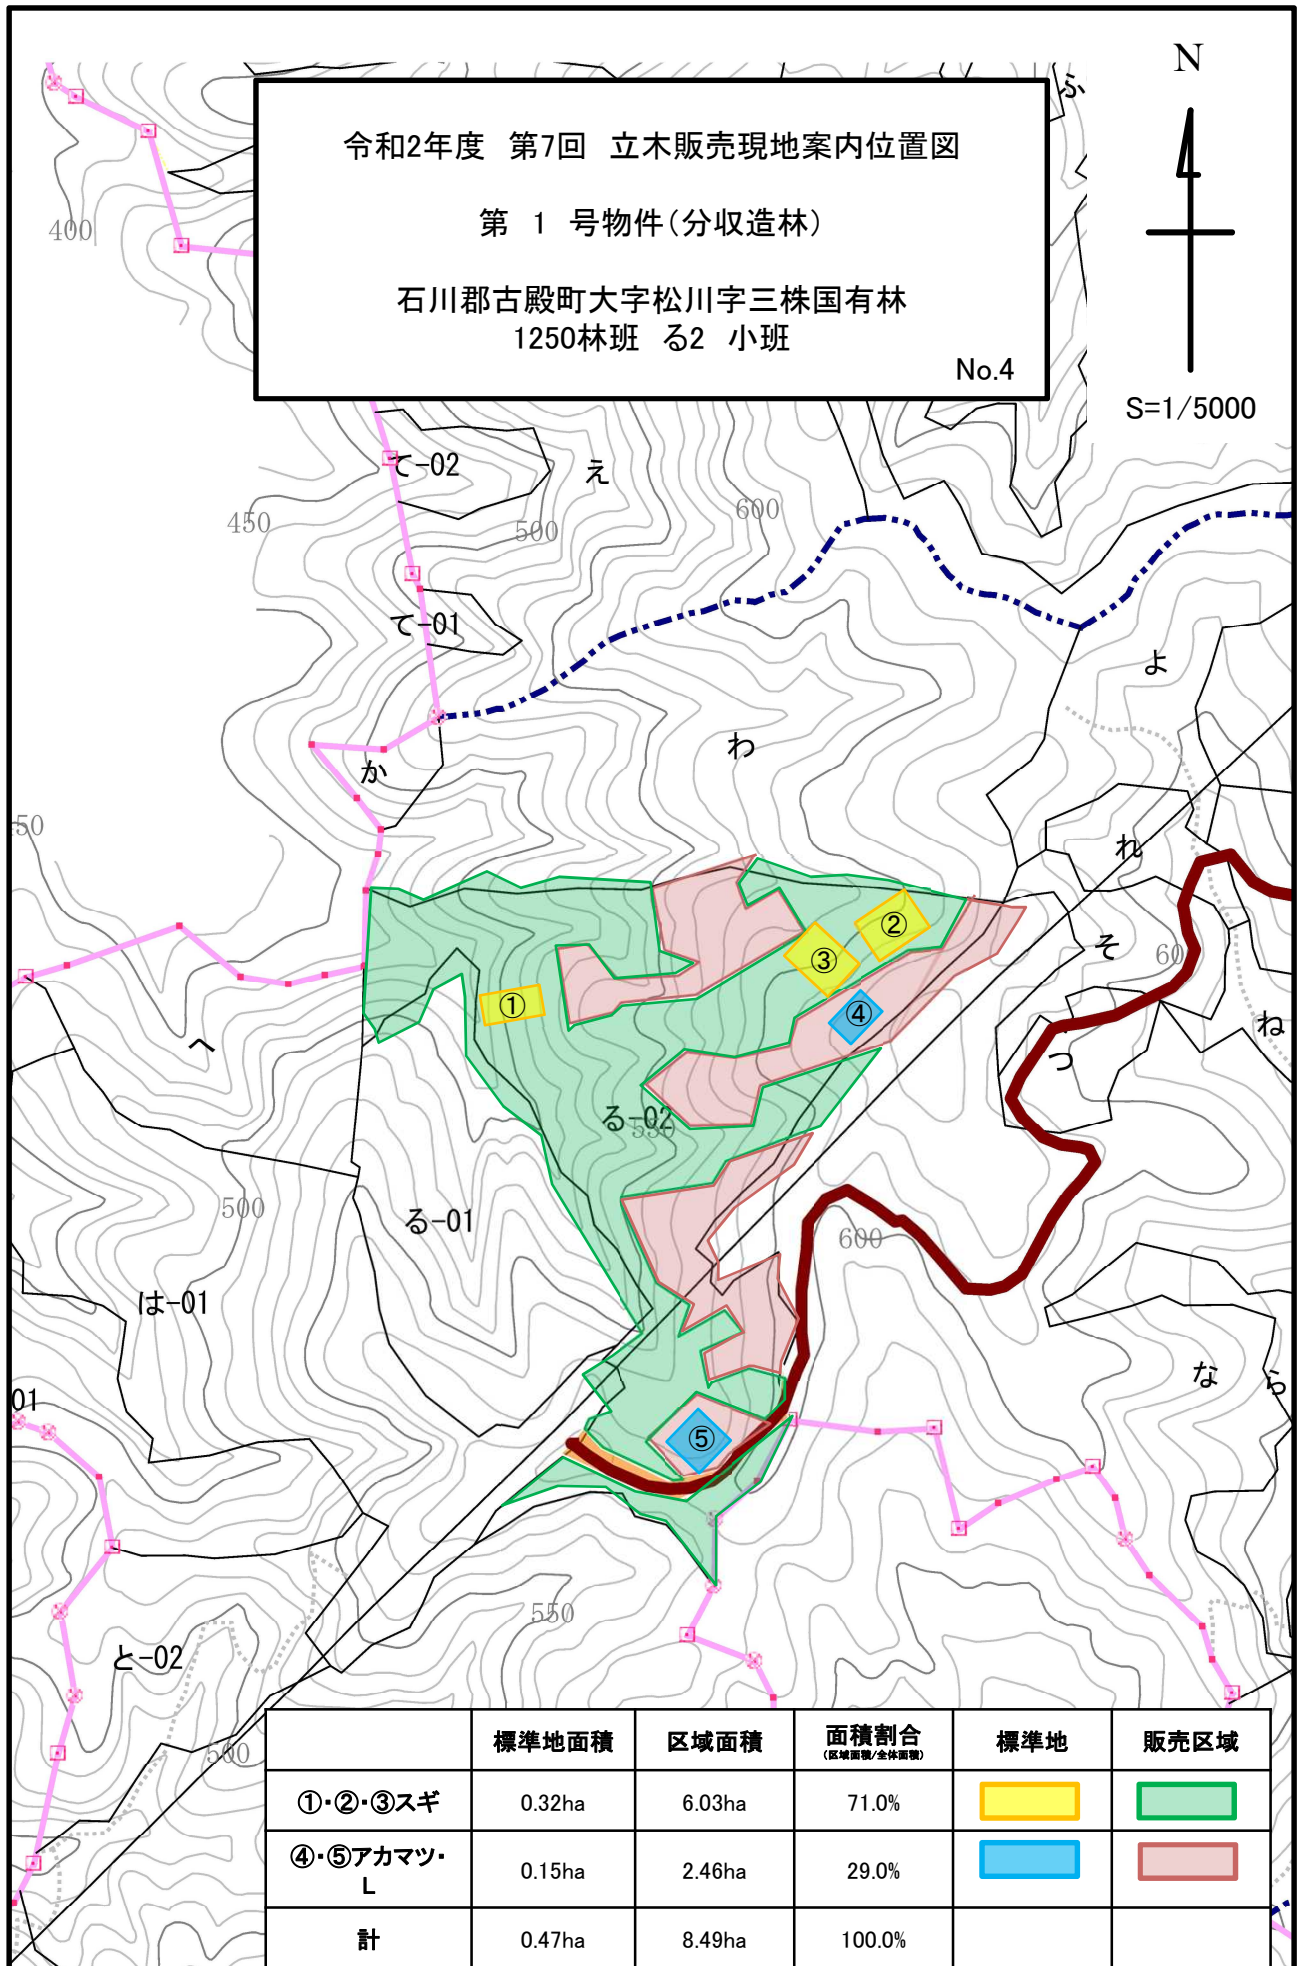 N
令和2年度 第7回 立木販売現地案内位置図
第 1 号物件(分収造林)
石川郡古殿町大字松川字三株国有林
1250林班 る2 小班
No.4
S=1/5000
ふ
400
て-02
え
450
500
600
て-01
よ
か
わ
50
れ
②
そ
③
60
①
④
ね
へ
つ
る-02
550
500
る-01
600
は-01
な
ら
01
⑤
550
と-02
500
標準地面積 区域面積 面積割合 標準地 販売区域
(区域面積/全体面積)
①・②・③スギ 0.32ha 6.03ha 71.0%
④・⑤アカマツ・
L 0.15ha 2.46ha 29.0%
計 0.47ha 8.49ha 100.0%